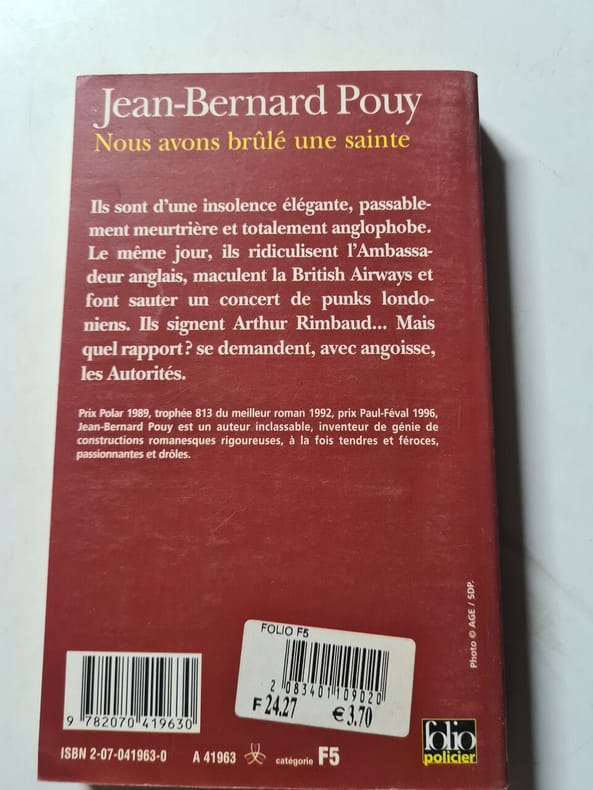 Jean-Bernard Pouy
Nous avons brûlé une sainte
Ils sont d'une insolence élégante, passable-
ment meurtrière et totalement anglophobe.
Le même jour, ils ridiculisent l'Ambassa-
deur anglais, maculent la British Airways et
font sauter un concert de punks londo-
niens. Ils signent Arthur Rimbaud... Mais
quel rapport ? se demandent, avec angoisse,
les Autorités.
Prix Polar 1989, trophée 813 du meilleur roman 1992, prix Paul-Féval 1996,
Jean-Bernard Pouy est un auteur inclassable, inventeur de génie de
constructions romanesques rigoureuses, à la fois tendres et féroces,
passionnantes et drôles.
Photo © AGE / SDP.
FOLIO F5
2 083401 109020
F 24.27 € 3,70
9 782070 419630
ISBN 2-07-041963-0 A 41963 catégorie F5
folio
policier